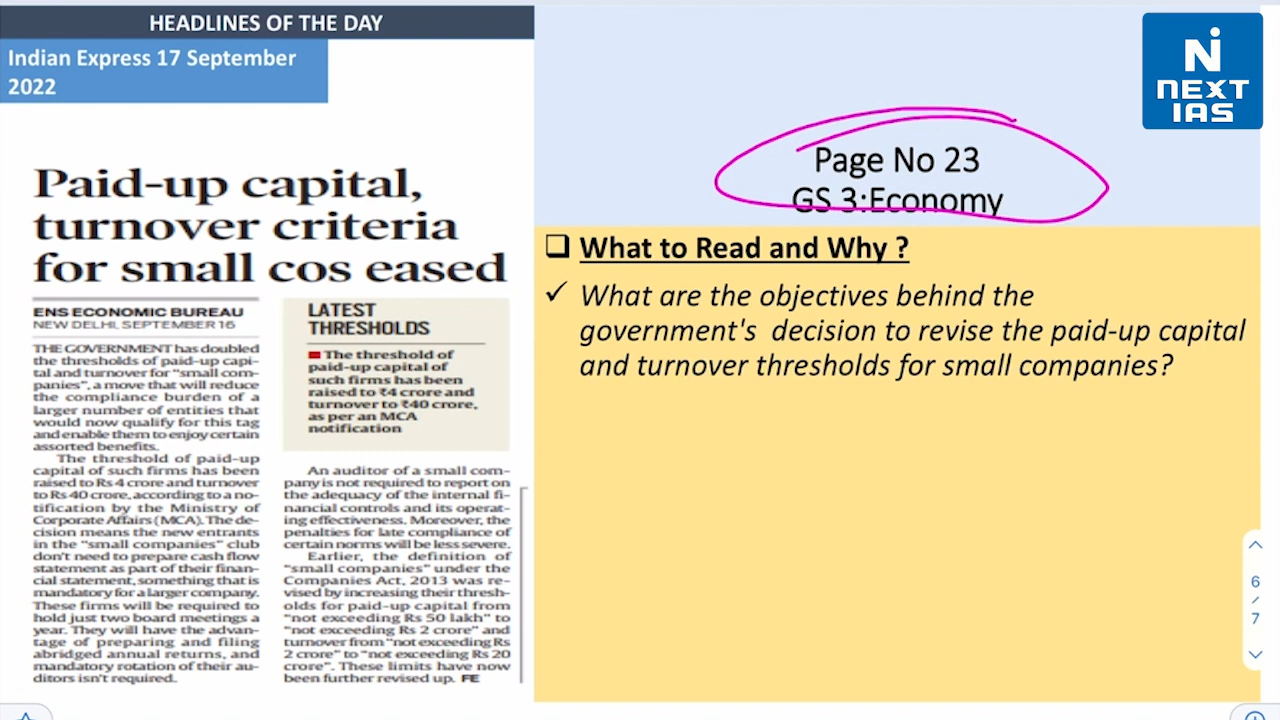 HEADLINES OF THE DAY
Indian Express 17 September
2022
Paid-up capital,
turnover criteria
for small cos eased
ENS ECONOMIC BUREAU
NEW DELHI, SEPTEMBER 16
THE GOVERNMENT has doubled
the thresholds of paid-up capi-
tal and turnover for "small com-
panies", a move that will reduce
the compliance burden of a
larger number of entities that
would now qualify for this tag
and enable them to enjoy certain
assorted benefits.
The threshold of paid-up
capital of such firms has been
raised to Rs 4 crore and turnover
to Rs 40 crore, according to a no-
tification by the Ministry of
Corporate Affairs (MCA). The de-
cision means the new entrants
in the "small companies" club
don't need to prepare cash flow
statement as part of their finan-
cial statement, something that is
mandatory for a larger company.
These firms will be required to
hold just two board meetings a
year. They will have the advan-
tage of preparing and filing
abridged annual returns, and
mandatory rotation of their au-
ditors isn't required.
LATEST
THRESHOLDS
The threshold of
paid-up capital of
such firms has been
raised to ₹4 crore and
turnover to ₹40 crore,
as per an MCA
notification
An auditor of a small com-
pany is not required to report on
the adequacy of the internal fi-
nancial controls and its operat-
ing effectiveness. Moreover, the
penalties for late compliance of
certain norms will be less severe.
Earlier, the definition of
"small companies" under the
Companies Act, 2013 was re-
vised by increasing their thresh-
olds for paid-up capital from
"not exceeding Rs 50 lakh" to
"not exceeding Rs 2 crore" and
turnover from "not exceeding Rs
2 crore" to "not exceeding Rs 20
crore". These limits have now
been further revised up. FE
Page No 23
GS 3:Economy
What to Read and Why ?
What are the objectives behind the
government's decision to revise the paid-up capital
and turnover thresholds for small companies?
N
NEXT
IAS
6
/
7